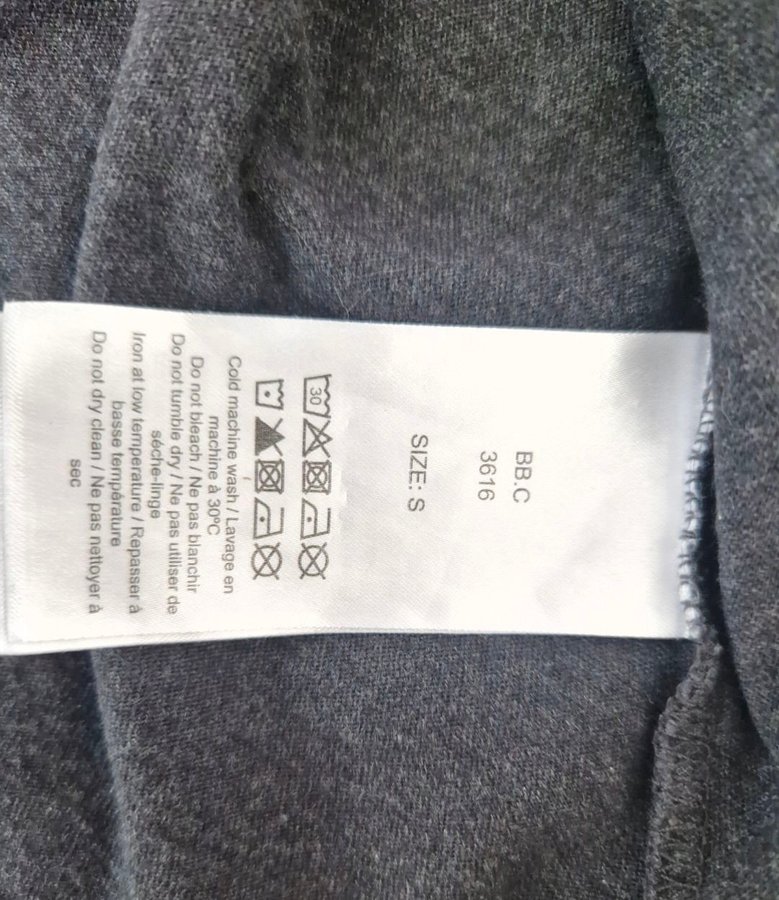 BB.C
3616
SIZE: S
30
Cold machine wash / Lavage en
machine à 30ºC
Do not bleach / Ne pas blanchir
Do not tumble dry / Ne pas utiliser de
sèche-linge
Iron at low temperature / Repasser à
basse température
Do not dry clean / Ne pas nettoyer à
sec